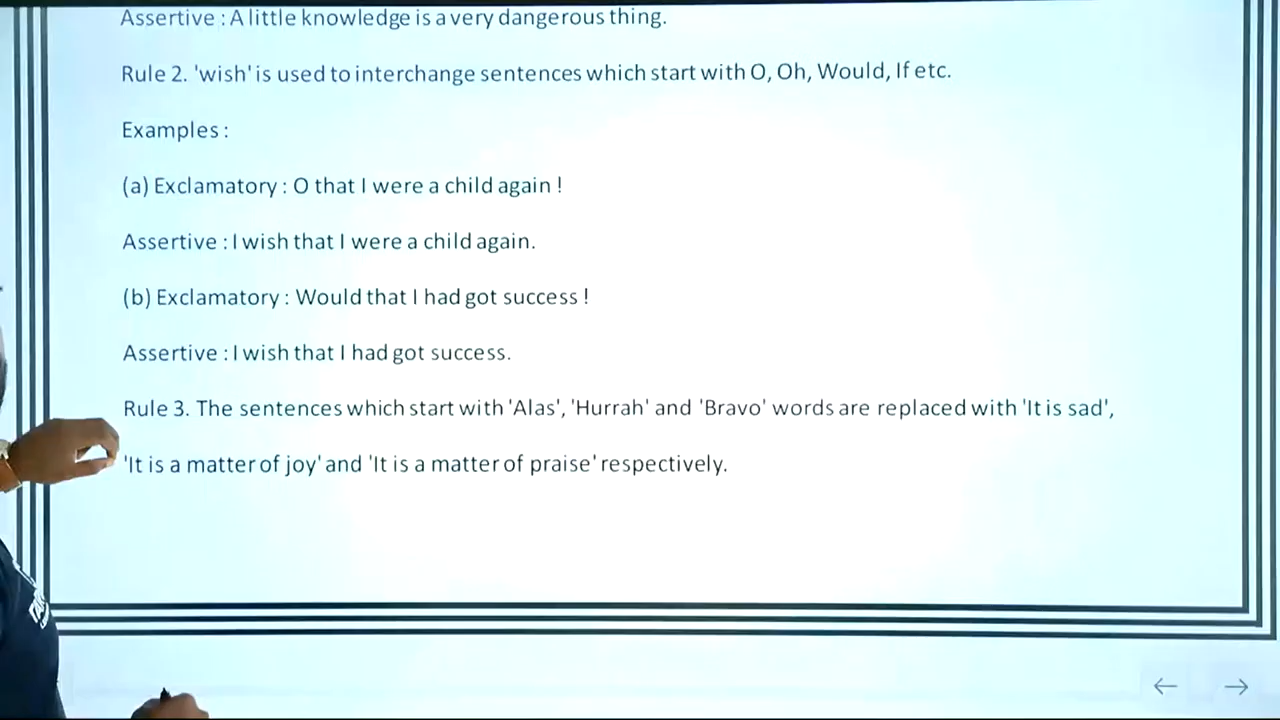 Assertive : A little knowledge is a very dangerous thing.
Rule 2. 'wish' is used to interchange sentences which start with O, Oh, Would, If etc.
Examples :
(a) Exclamatory : O that I were a child again !
Assertive : I wish that I were a child again.
(b) Exclamatory : Would that I had got success !
Assertive : I wish that I had got success.
Rule 3. The sentences which start with 'Alas', 'Hurrah' and 'Bravo' words are replaced with 'It is sad',
'It is a matter of joy' and 'It is a matter of praise' respectively.